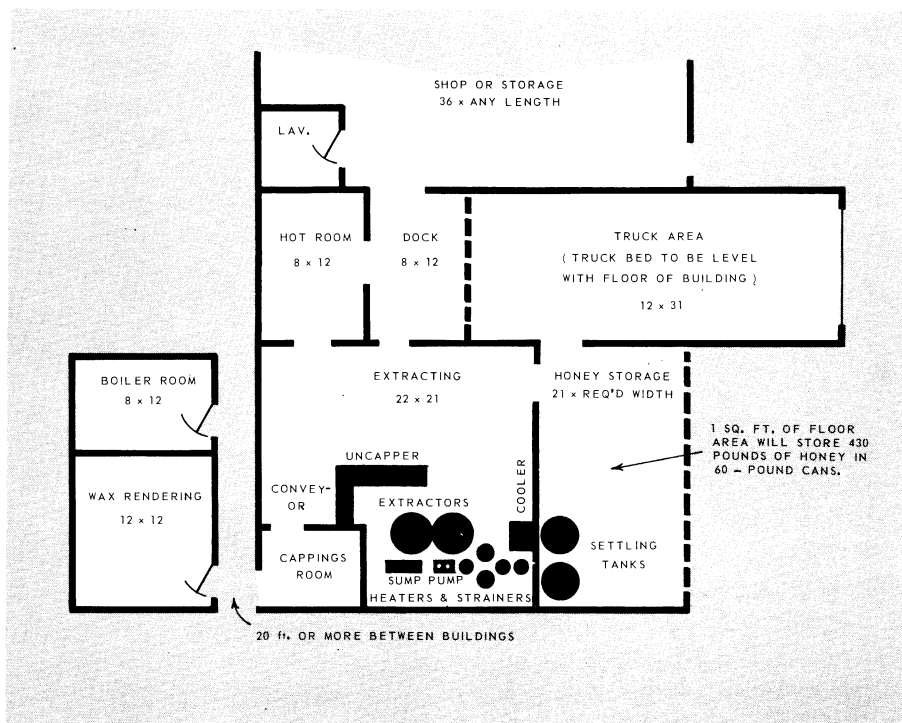 SHOP OR STORAGE
36 x ANY LENGTH
LAV.
HOT ROOM
8 x 12
DOCK
8 x 12
TRUCK AREA
( TRUCK BED TO BE LEVEL
WITH FLOOR OF BUILDING )
12 x 31
BOILER ROOM
8 x 12
EXTRACTING
22 x 21
HONEY STORAGE
21 x REQ'D WIDTH
1 SQ. FT. OF FLOOR
AREA WILL STORE 430
POUNDS OF HONEY IN
60 - POUND CANS.
UNCAPPER
CONVEY-
OR
EXTRACTORS
COOLER
WAX RENDERING
12 x 12
CAPPINGS
ROOM
SUMP PUMP
HEATERS & STRAINERS
SETTLING
TANKS
20 ft. OR MORE BETWEEN BUILDINGS